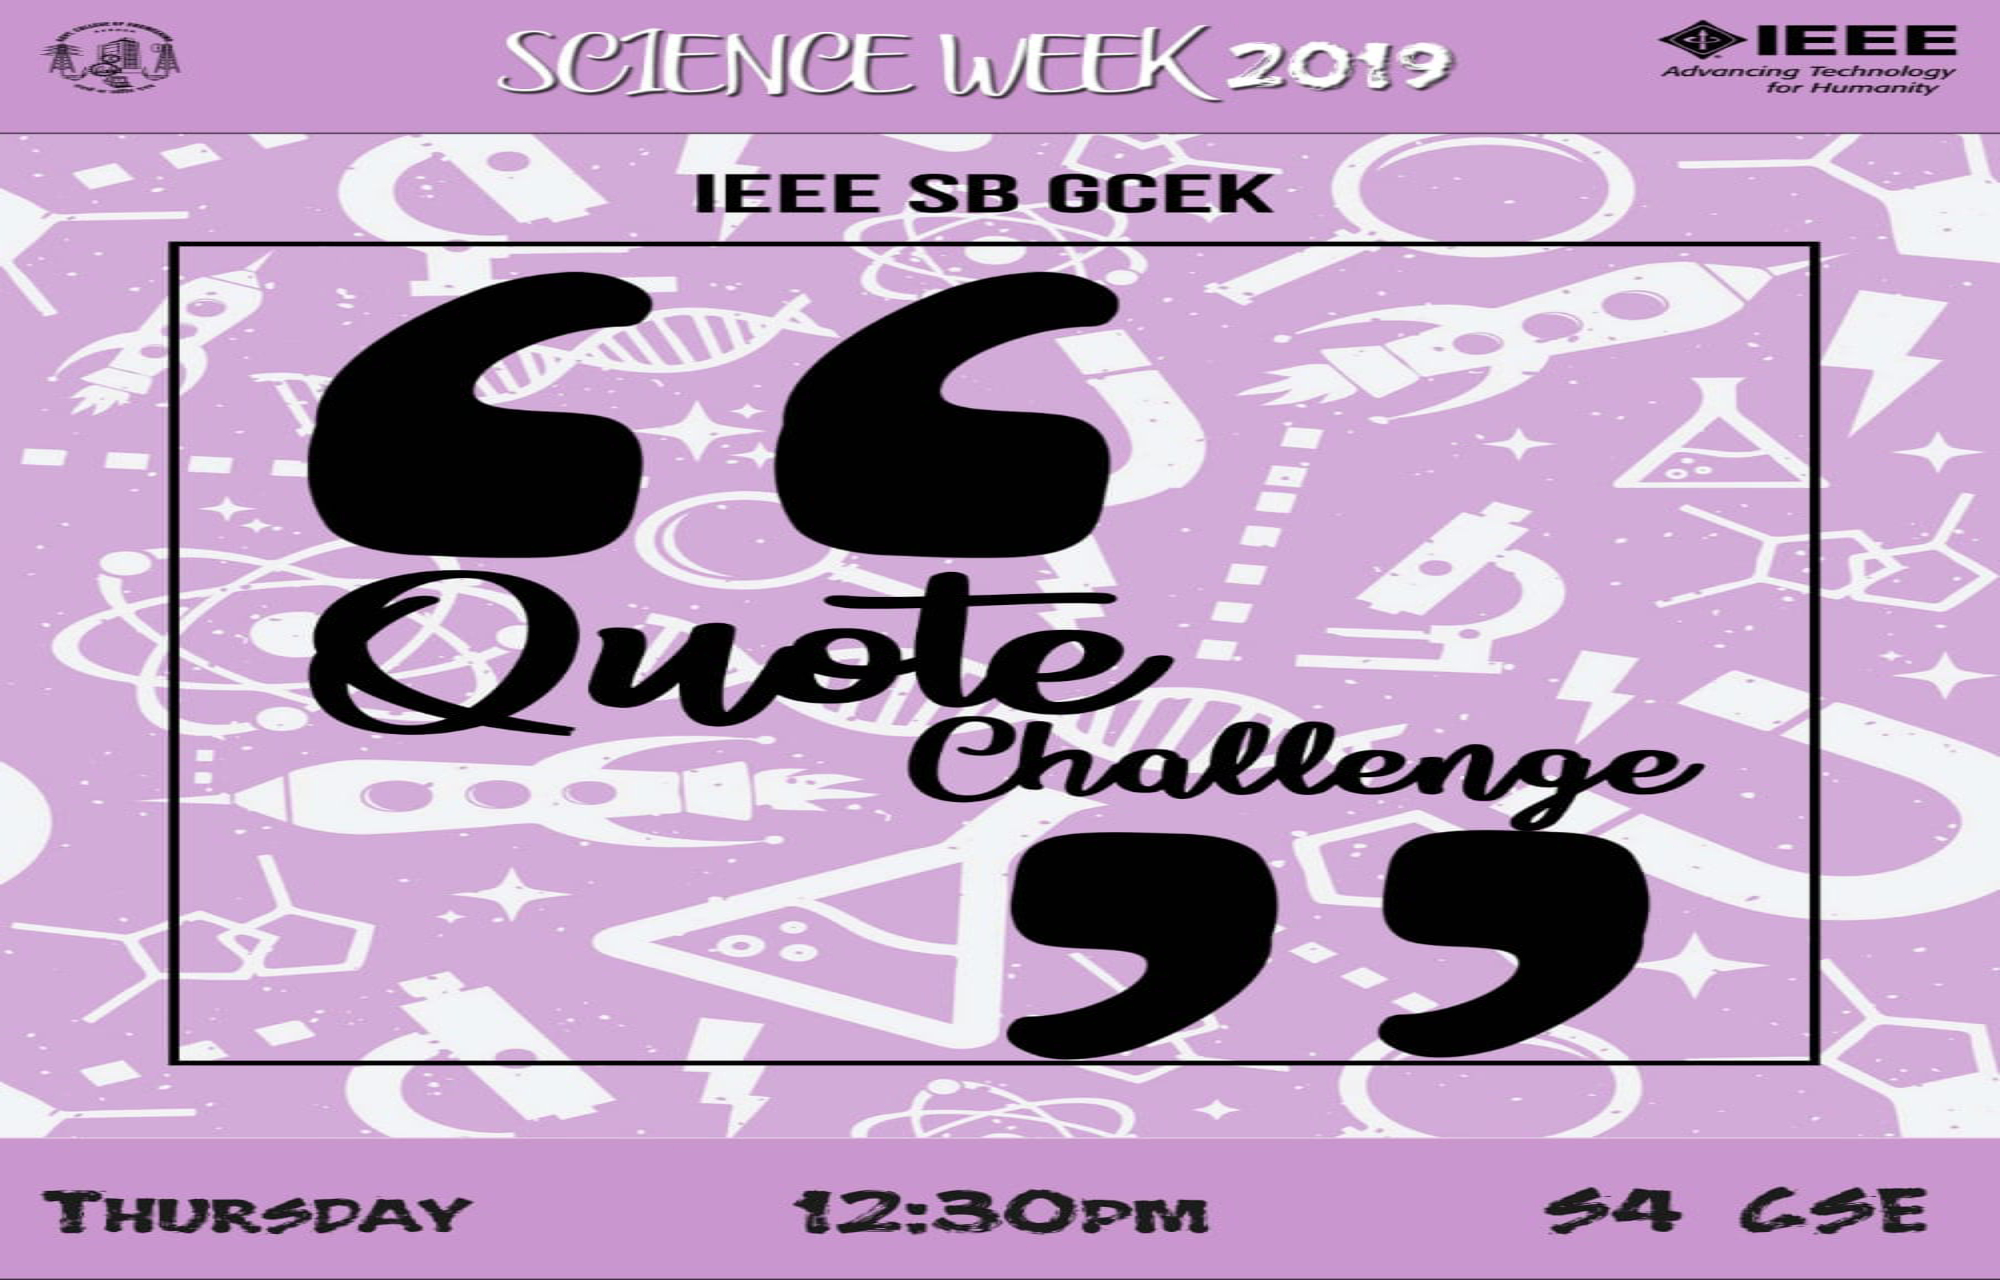 SCIENCE WEEK 2019
IEEE
Advancing Technology
for Humanity
IEEE SB GCEK
“
Quote
Challenge
”
THURSDAY 12:30PM S4 CSE